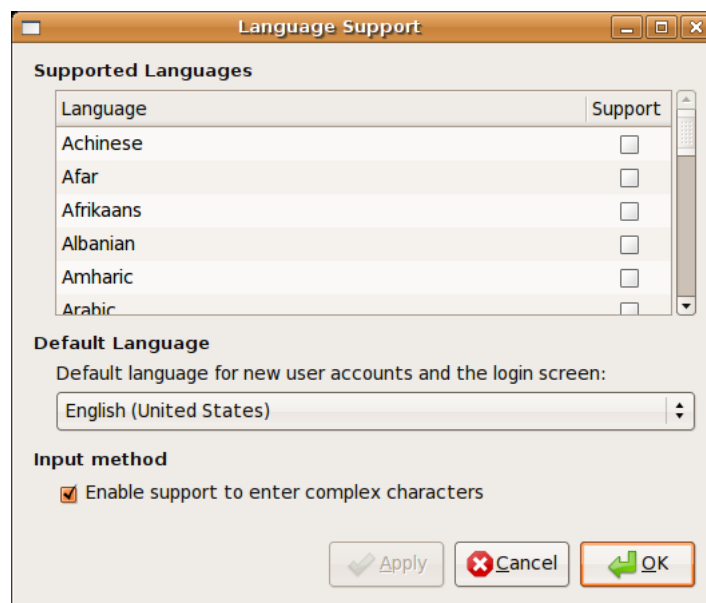 Language Support
Supported Languages
Language Support
Achinese
Afar
Afrikaans
Albanian
Amharic
Arabic
Default Language
Default language for new user accounts and the login screen:
English (United States)
Input method
Enable support to enter complex characters
Apply Cancel OK